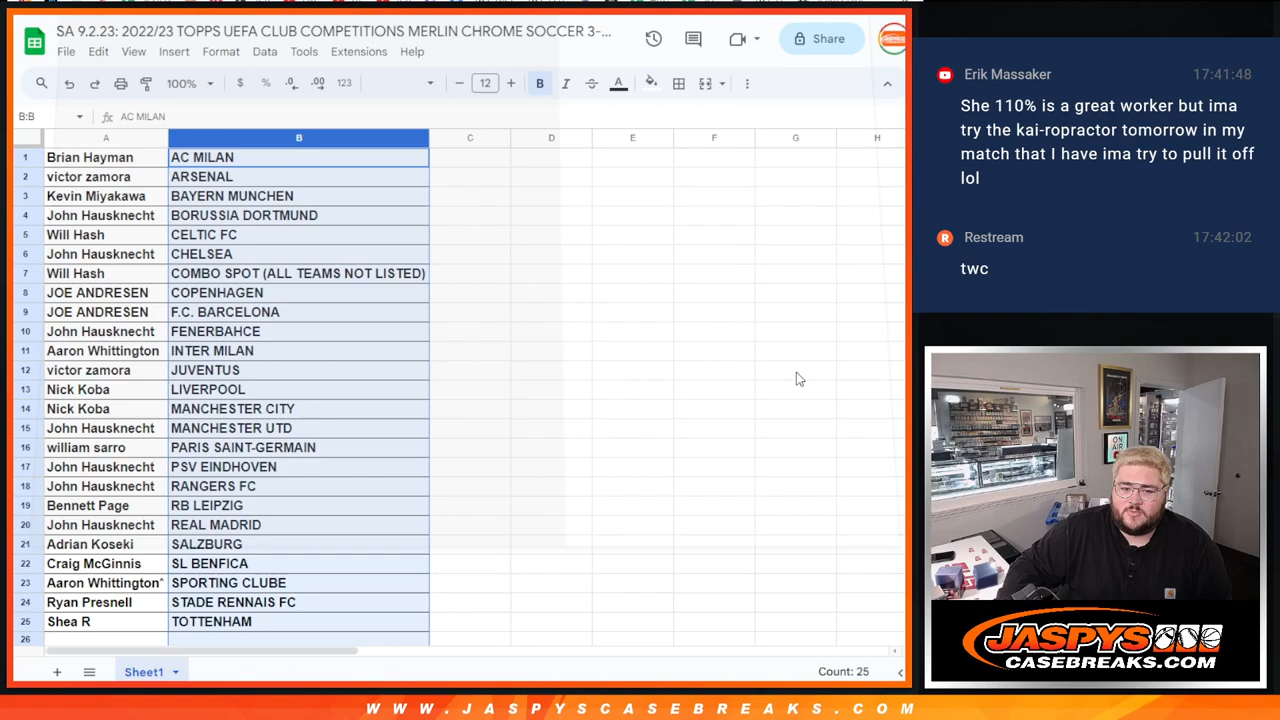 SA 9.2.23: 2022/23 TOPPS UEFA CLUB COMPETITIONS MERLIN CHROME SOCCER 3-...
File Edit View Insert Format Data Tools Extensions Help
Share
100% $ % .0 .00 123 − 12 + B I S A
B:B fx AC MILAN
A B C D E F G H
1 Brian Hayman AC MILAN
2 victor zamora ARSENAL
3 Kevin Miyakawa BAYERN MUNCHEN
4 John Hausknecht BORUSSIA DORTMUND
5 Will Hash CELTIC FC
6 John Hausknecht CHELSEA
7 Will Hash COMBO SPOT (ALL TEAMS NOT LISTED)
8 JOE ANDRESEN COPENHAGEN
9 JOE ANDRESEN F.C. BARCELONA
10 John Hausknecht FENERBAHCE
11 Aaron Whittington INTER MILAN
12 victor zamora JUVENTUS
13 Nick Koba LIVERPOOL
14 Nick Koba MANCHESTER CITY
15 John Hausknecht MANCHESTER UTD
16 william sarro PARIS SAINT-GERMAIN
17 John Hausknecht PSV EINDHOVEN
18 John Hausknecht RANGERS FC
19 Bennett Page RB LEIPZIG
20 John Hausknecht REAL MADRID
21 Adrian Koseki SALZBURG
22 Craig McGinnis SL BENFICA
23 Aaron Whittington* SPORTING CLUBE
24 Ryan Presnell STADE RENNAIS FC
25 Shea R TOTTENHAM
26
+ Sheet1 Count: 25
Erik Massaker 17:41:48
She 110% is a great worker but ima
try the kai-ropractor tomorrow in my
match that I have ima try to pull it off
lol
R Restream 17:42:02
twc
ON
AIR
JASPYS
CASEBREAKS.COM
WWW.JASPYSCASEBREAKS.COM